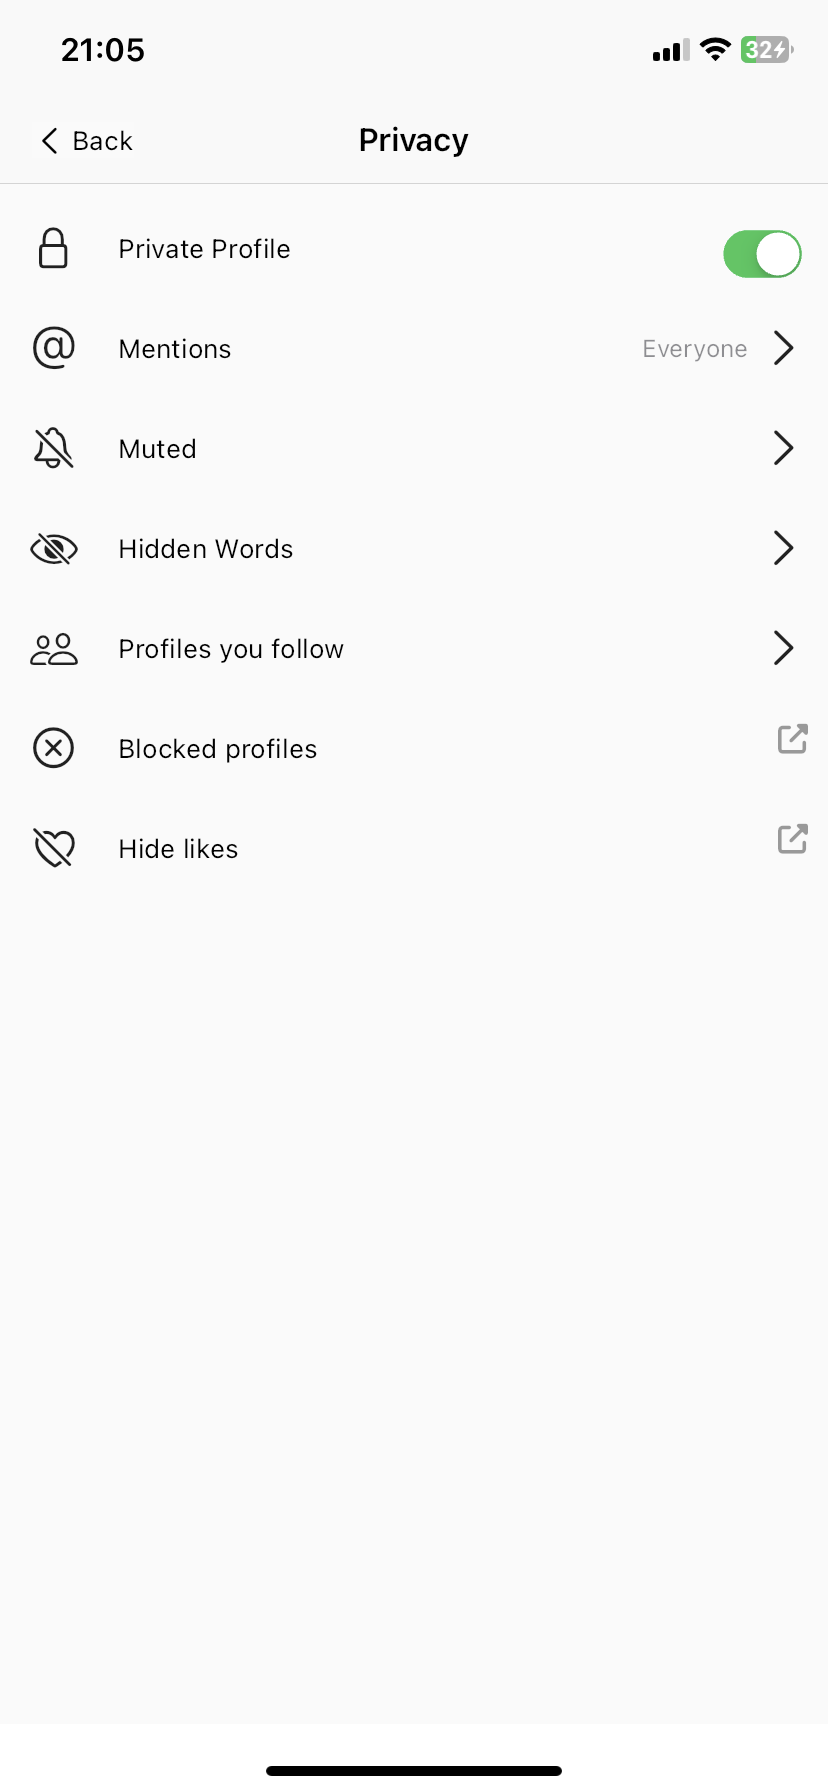 21:05
32
Back
Privacy
Private Profile
Mentions
Everyone
Muted
Hidden Words
Profiles you follow
Blocked profiles
Hide likes